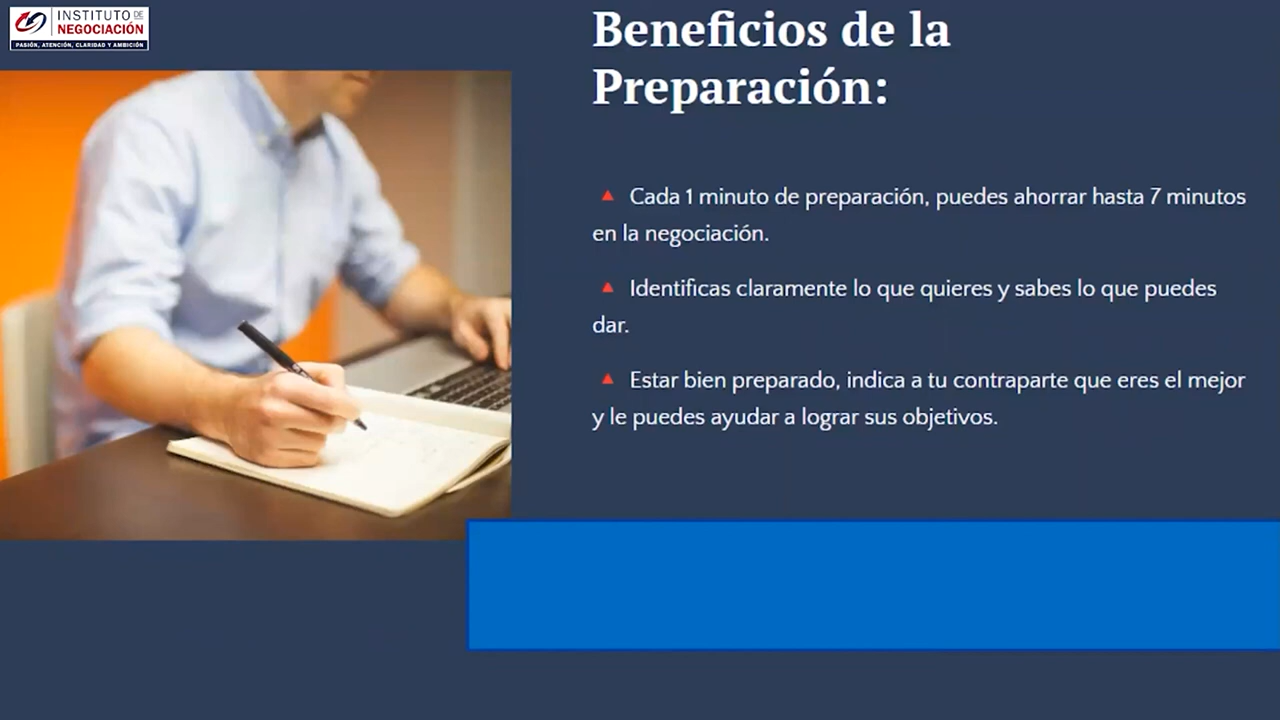 INSTITUTO DE
NEGOCIACIÓN
PASIÓN, ATENCIÓN, CLARIDAD Y AMBICIÓN
Beneficios de la
Preparación:
Cada 1 minuto de preparación, puedes ahorrar hasta 7 minutos
en la negociación.
Identificas claramente lo que quieres y sabes lo que puedes
dar.
Estar bien preparado, indica a tu contraparte que eres el mejor
y le puedes ayudar a lograr sus objetivos.